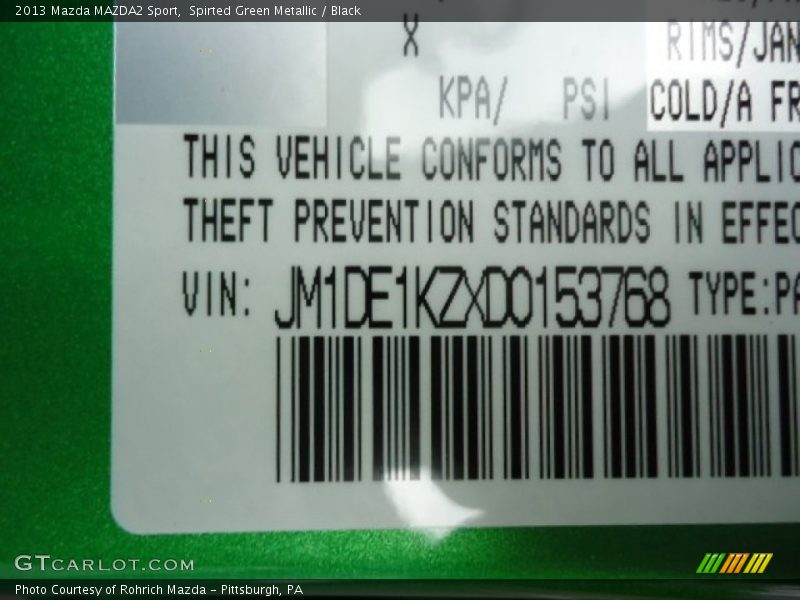 2013 Mazda MAZDA2 Sport, Spirted Green Metallic / Black
X
RIMS/JAN
KPA/ PSI COLD/A FR
THIS VEHICLE CONFORMS TO ALL APPLIC
THEFT PREVENTION STANDARDS IN EFFEC
VIN: JM1DE1KZXD0153768 TYPE:PA
GTCARLOT.COM
Photo Courtesy of Rohrich Mazda - Pittsburgh, PA